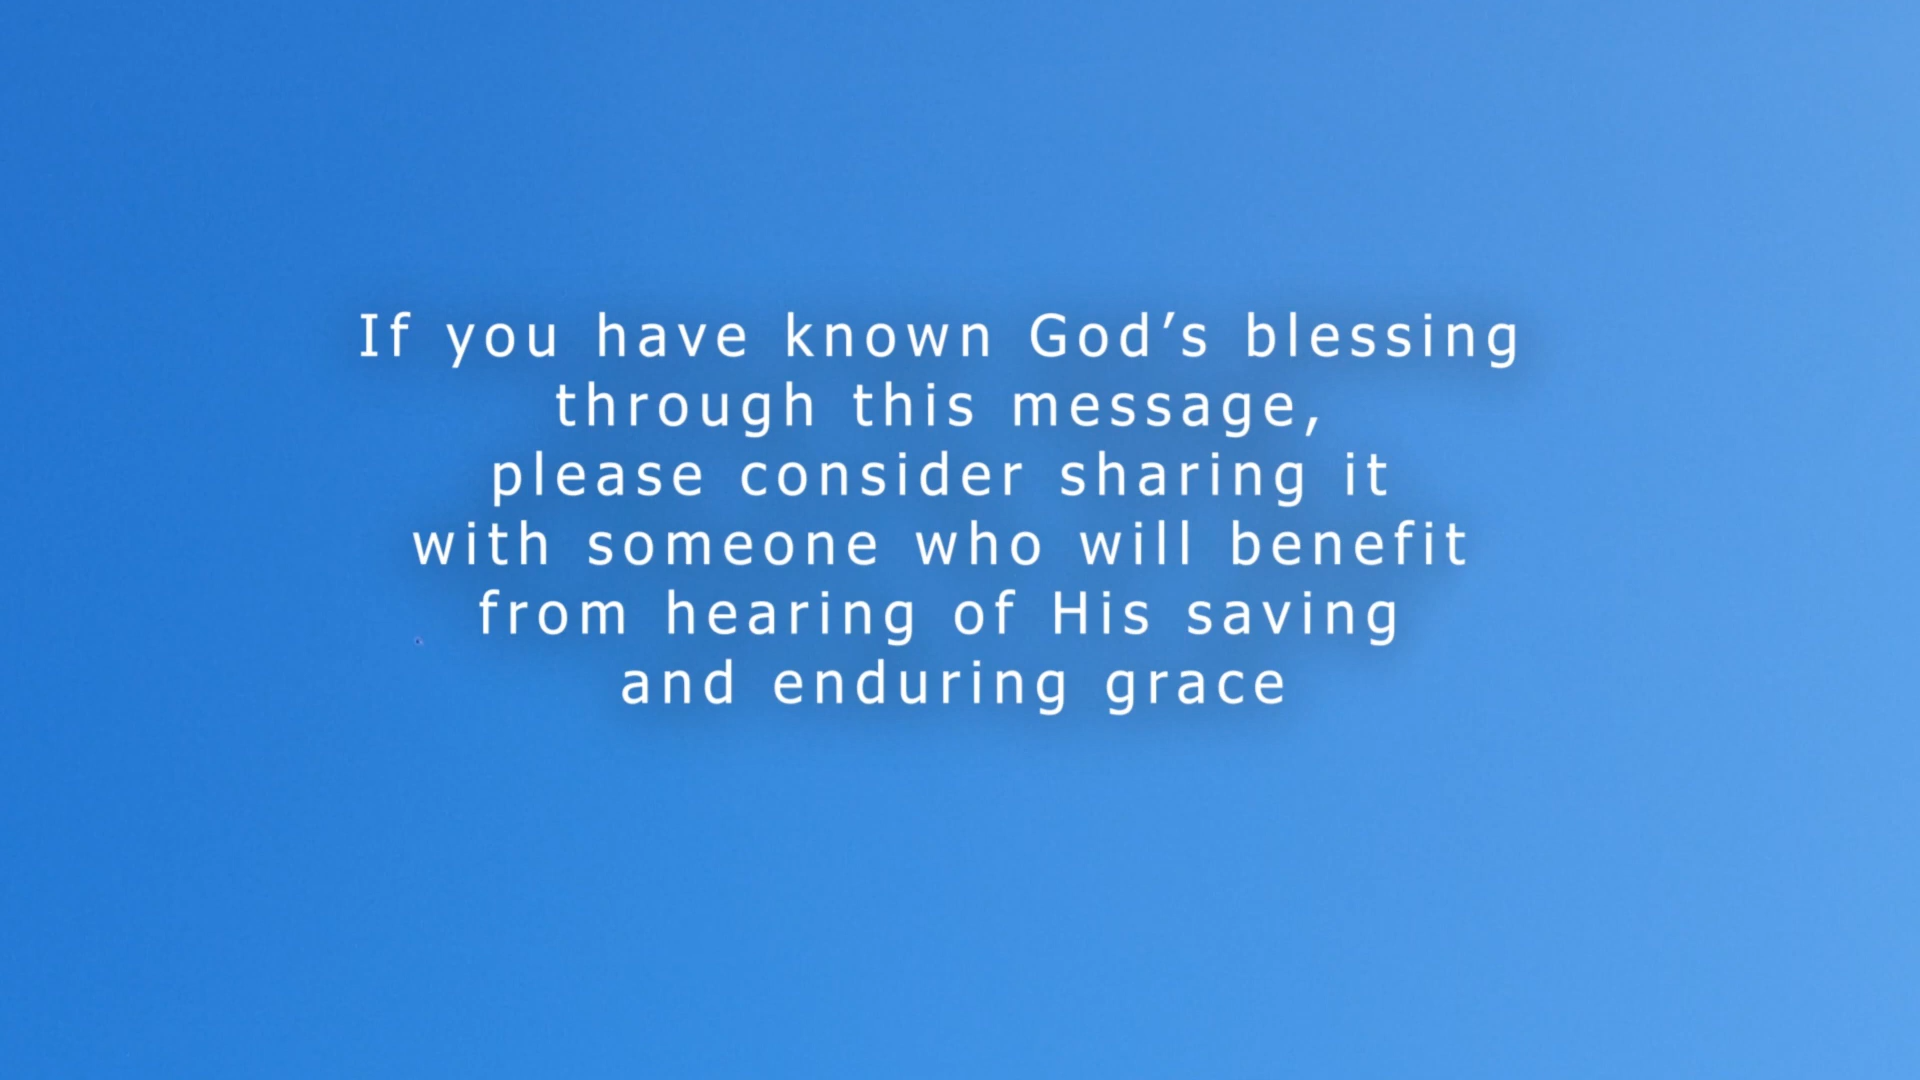 If you have known God’s blessing
through this message,
please consider sharing it
with someone who will benefit
from hearing of His saving
and enduring grace